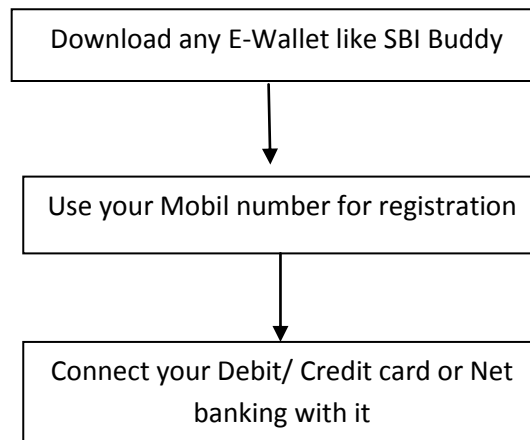 Download any E-Wallet like SBI Buddy
Use your Mobil number for registration
Connect your Debit/ Credit card or Net
banking with it